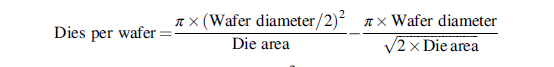 Dies per wafer = π × (Wafer diameter/2)² / Die area − π × Wafer diameter / √(2 × Die area)